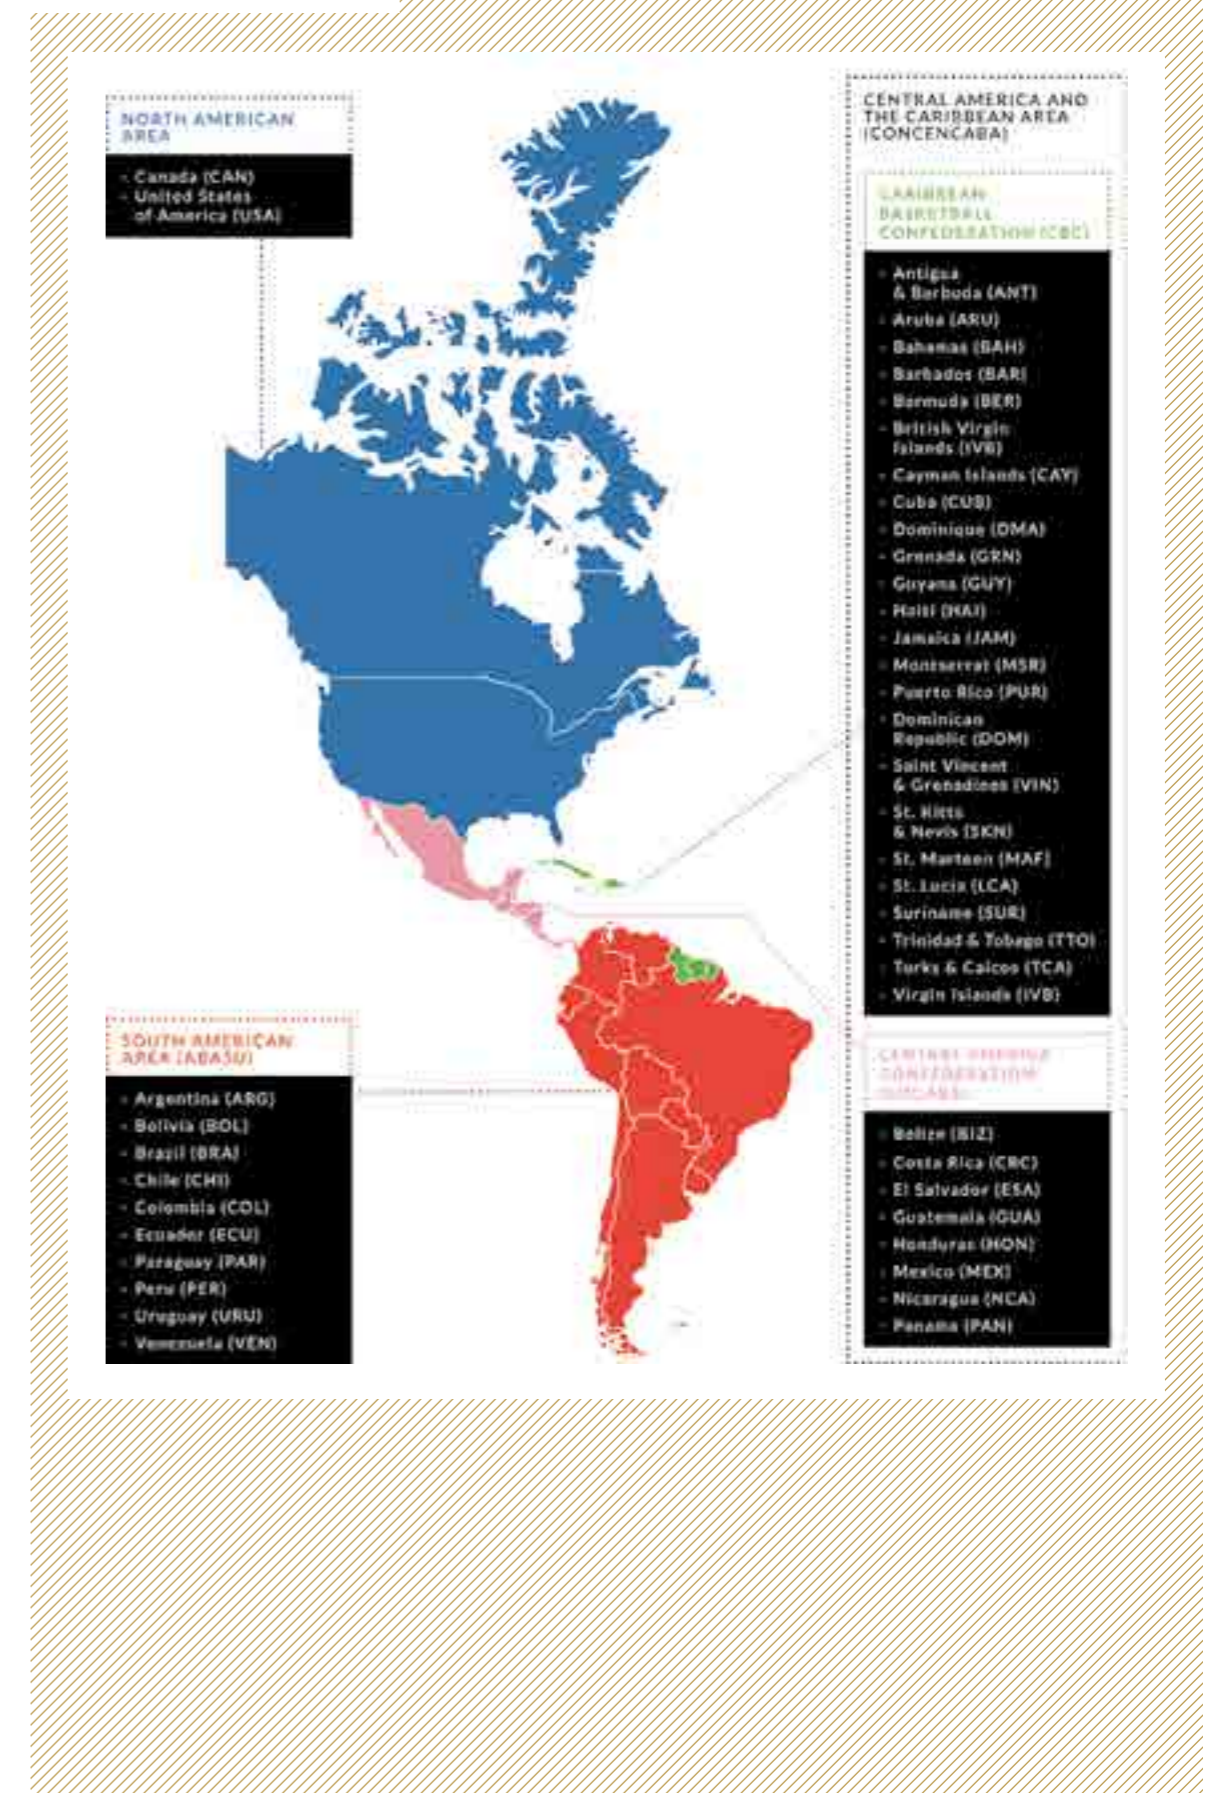 NORTH AMERICAN
AREA
- Canada (CAN)
- United States
of America (USA)
CENTRAL AMERICA AND
THE CARIBBEAN AREA
(CONCENCABA)
CARIBBEAN
BASKETBALL
CONFEDERATION (CBC)
- Antigua
& Barbuda (ANT)
- Aruba (ARU)
- Bahamas (BAH)
- Barbados (BAR)
- Bermuda (BER)
- British Virgin
Islands (IVB)
- Cayman Islands (CAY)
- Cuba (CUB)
- Dominique (DMA)
- Grenada (GRN)
- Guyana (GUY)
- Haiti (HAI)
- Jamaica (JAM)
- Montserrat (MSR)
- Puerto Rico (PUR)
- Dominican
Republic (DOM)
- Saint Vincent
& Grenadines (VIN)
- St. Kitts
& Nevis (SKN)
- St. Marteen (MAF)
- St. Lucia (LCA)
- Suriname (SUR)
- Trinidad & Tobago (TTO)
- Turks & Caicos (TCA)
- Virgin Islands (IVB)
CENTRAL AMERICA
CONFEDERATION
- Belize (BIZ)
- Costa Rica (CRC)
- El Salvador (ESA)
- Guatemala (GUA)
- Honduras (HON)
- Mexico (MEX)
- Nicaragua (NCA)
- Panama (PAN)
SOUTH AMERICAN
AREA (ABASU)
- Argentina (ARG)
- Bolivia (BOL)
- Brazil (BRA)
- Chile (CHI)
- Colombia (COL)
- Ecuador (ECU)
- Paraguay (PAR)
- Peru (PER)
- Uruguay (URU)
- Venezuela (VEN)